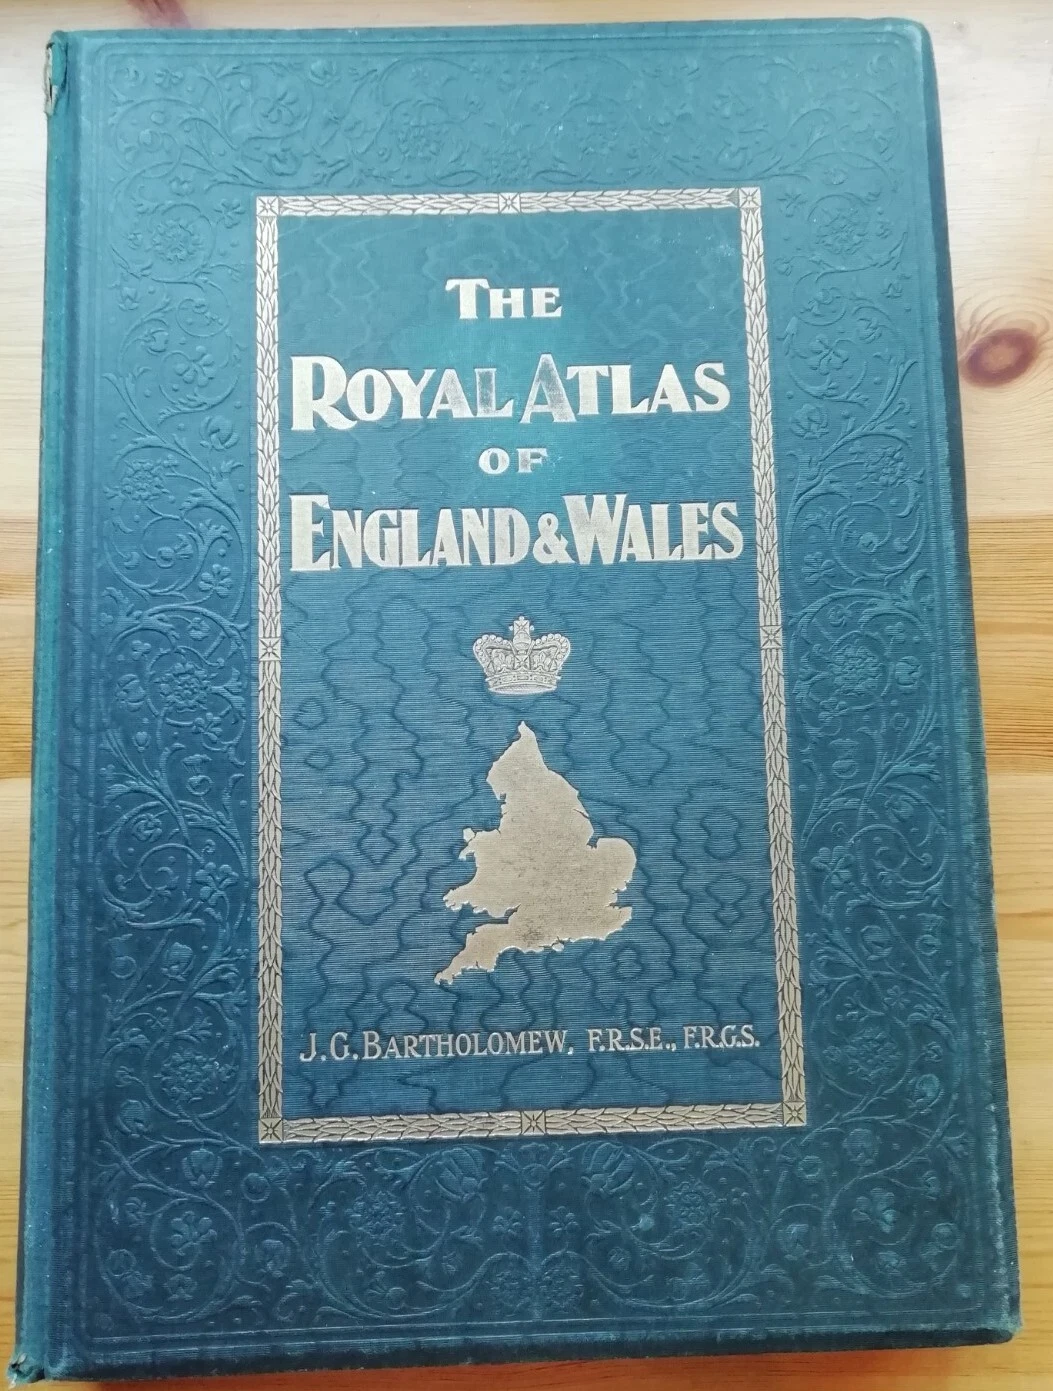 THE
ROYAL ATLAS
OF
ENGLAND & WALES
J. G. BARTHOLOMEW, F.R.S.E., F.R.G.S.